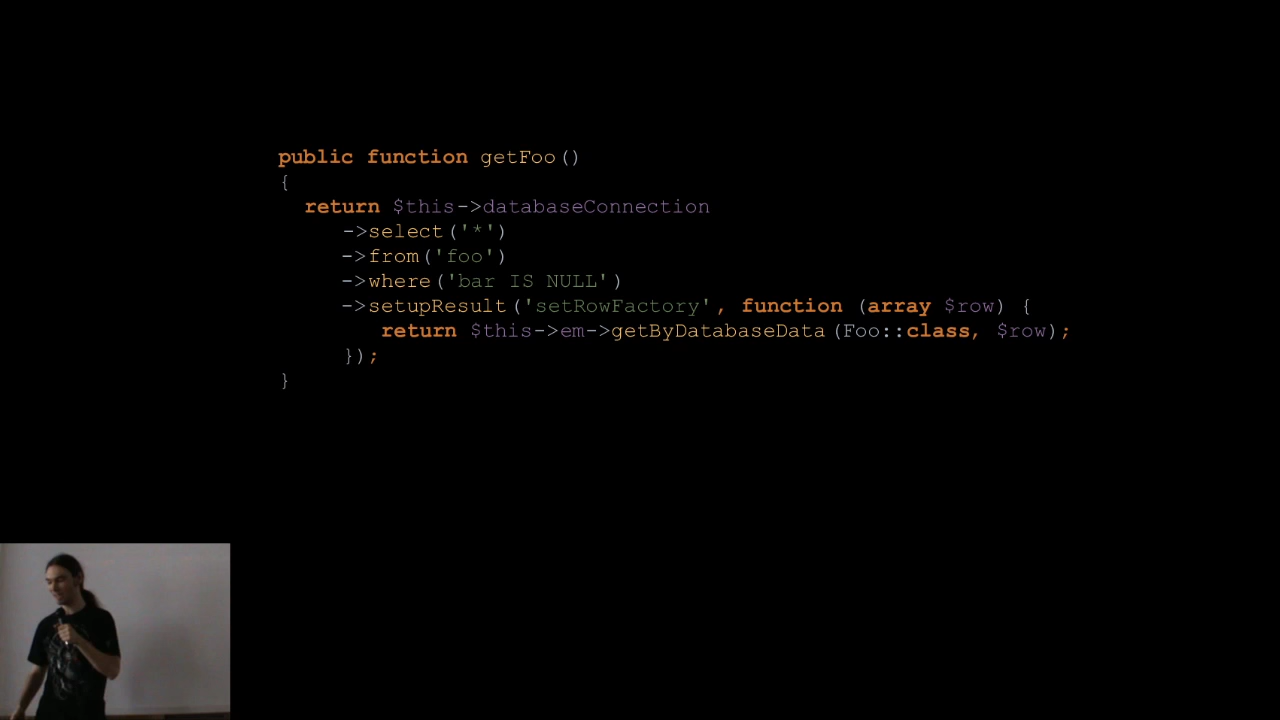 public function getFoo()
{
return $this->databaseConnection
->select('*')
->from('foo')
->where('bar IS NULL')
->setupResult('setRowFactory', function (array $row) {
return $this->em->getByDatabaseData(Foo::class, $row);
});
}